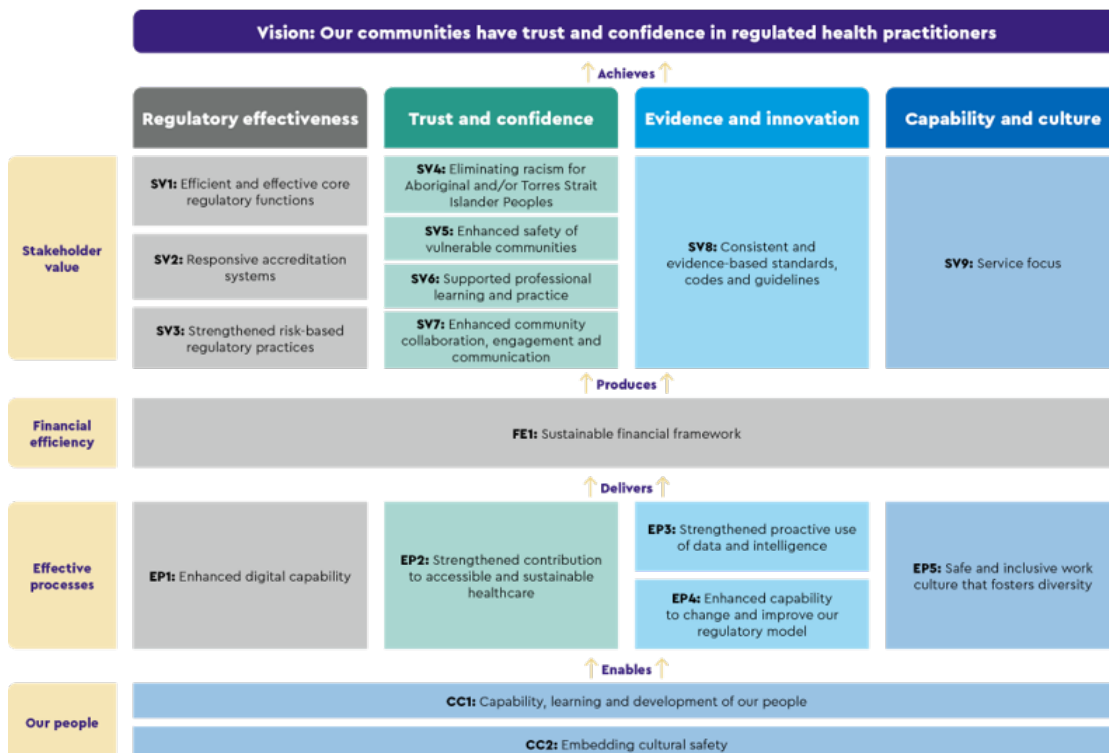 Vision: Our communities have trust and confidence in regulated health practitioners
Achieves
Regulatory effectiveness
Trust and confidence
Evidence and innovation
Capability and culture
Stakeholder
value
SV1: Efficient and effective core
regulatory functions
SV2: Responsive accreditation
systems
SV3: Strengthened risk-based
regulatory practices
SV4: Eliminating racism for
Aboriginal and/or Torres Strait
Islander Peoples
SV5: Enhanced safety of
vulnerable communities
SV6: Supported professional
learning and practice
SV7: Enhanced community
collaboration, engagement and
communication
SV8: Consistent and
evidence-based standards,
codes and guidelines
SV9: Service focus
Produces
Financial
efficiency
FE1: Sustainable financial framework
Delivers
Effective
processes
EP1: Enhanced digital capability
EP2: Strengthened contribution
to accessible and sustainable
healthcare
EP3: Strengthened proactive use
of data and intelligence
EP4: Enhanced capability
to change and improve our
regulatory model
EP5: Safe and inclusive work
culture that fosters diversity
Enables
Our people
CC1: Capability, learning and development of our people
CC2: Embedding cultural safety